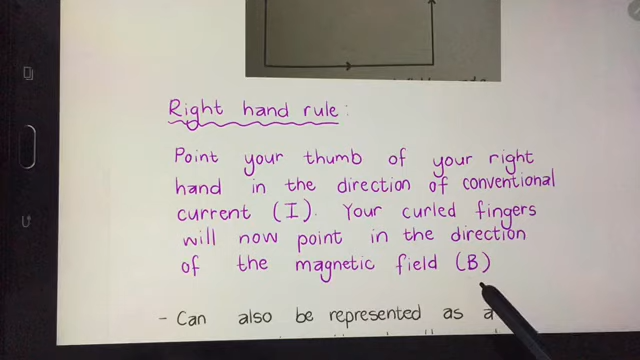 Right hand rule:
Point your thumb of your right
hand in the direction of conventional
current (I). Your curled fingers
will now point in the direction
of the magnetic field (B)
- Can also be represented as a